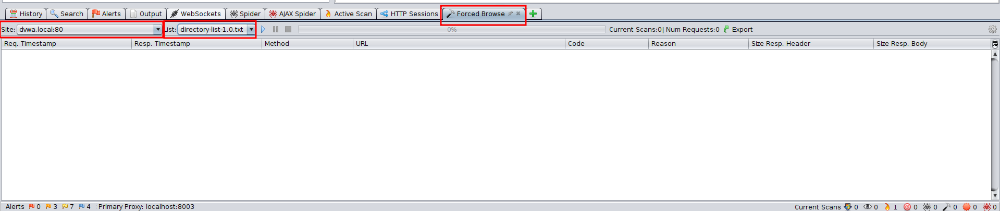 History Search Alerts Output WebSockets Spider AJAX Spider Active Scan HTTP Sessions Forced Browse
Site: dvwa.local:80 List: directory-list-1.0.txt 0% Current Scans:0| Num Requests:0 Export
Req. Timestamp Resp. Timestamp Method URL Code Reason Size Resp. Header Size Resp. Body
Alerts 0 3 7 4 Primary Proxy: localhost:8003 Current Scans 0 0 1 0 0 0 0 0